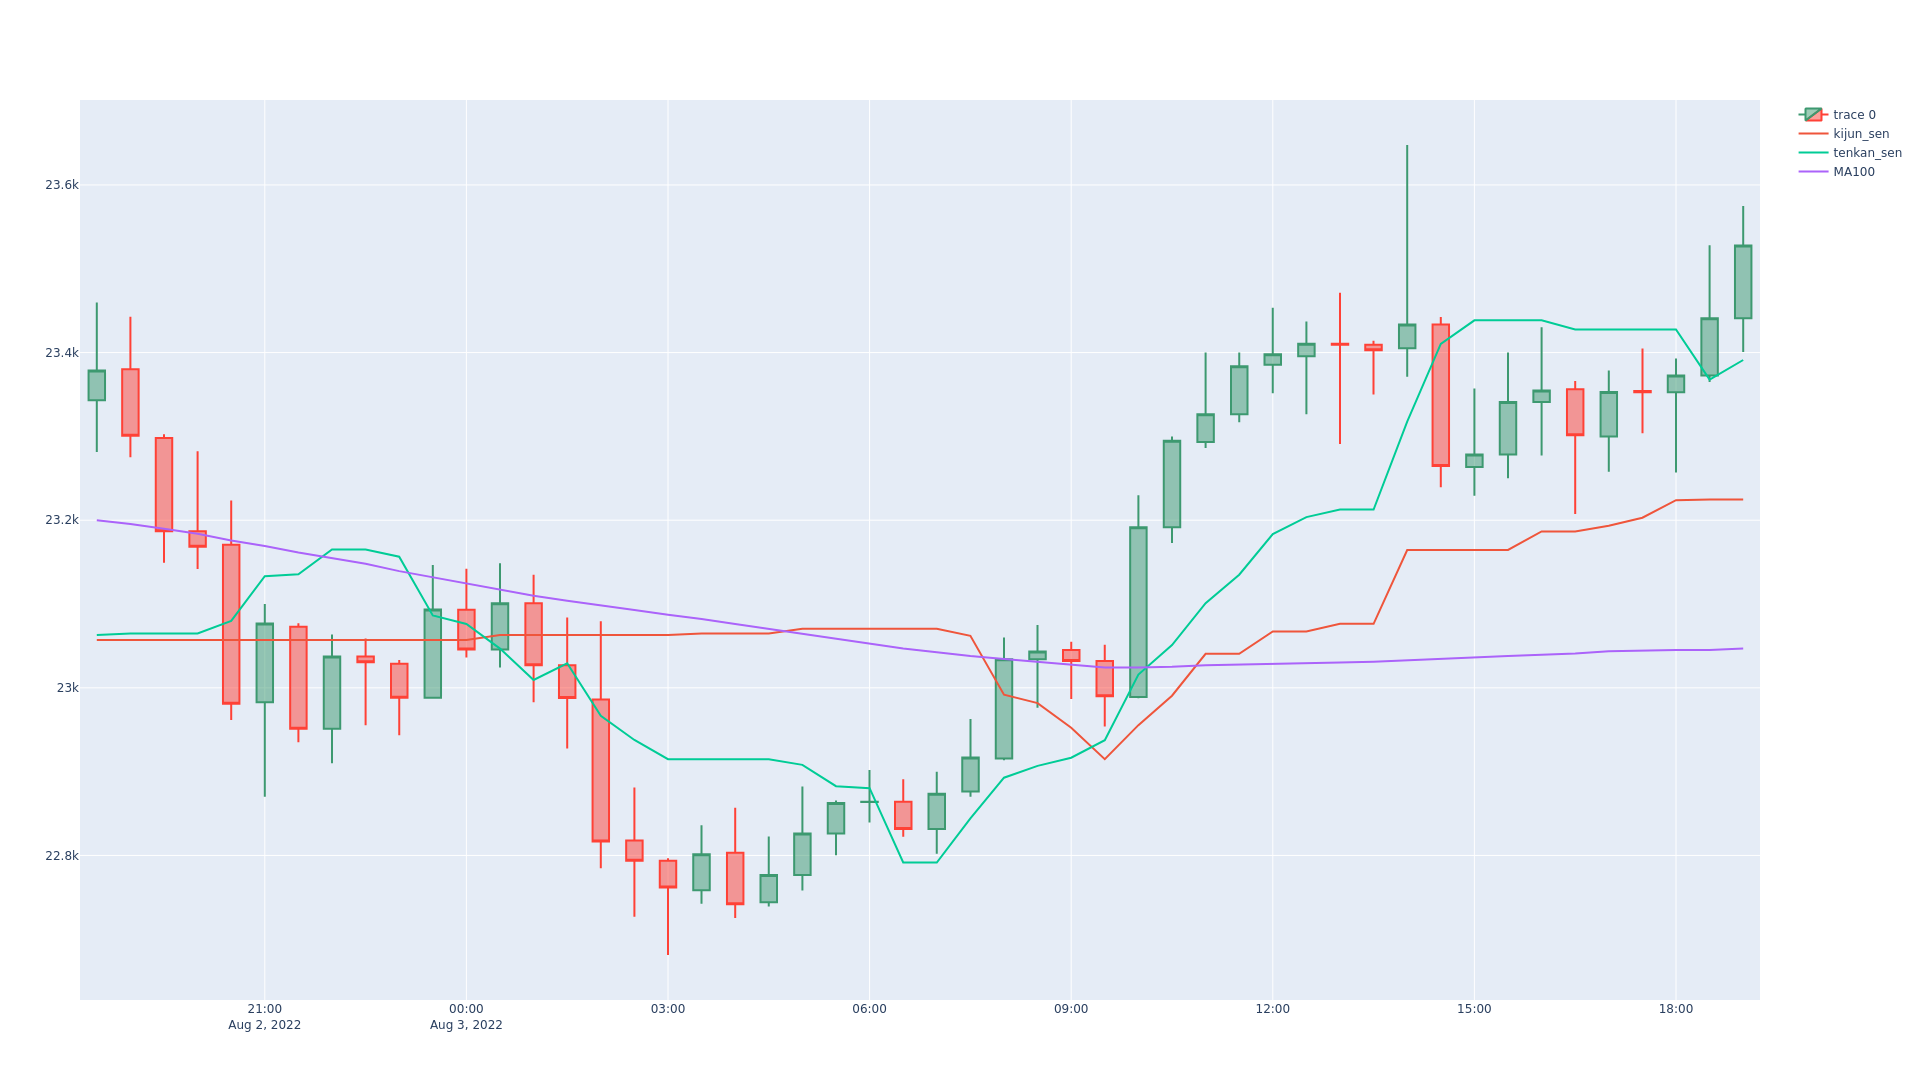 trace 0
kijun_sen
tenkan_sen
MA100
23.6k
23.4k
23.2k
23k
22.8k
21:00 00:00 03:00 06:00 09:00 12:00 15:00 18:00
Aug 2, 2022 Aug 3, 2022